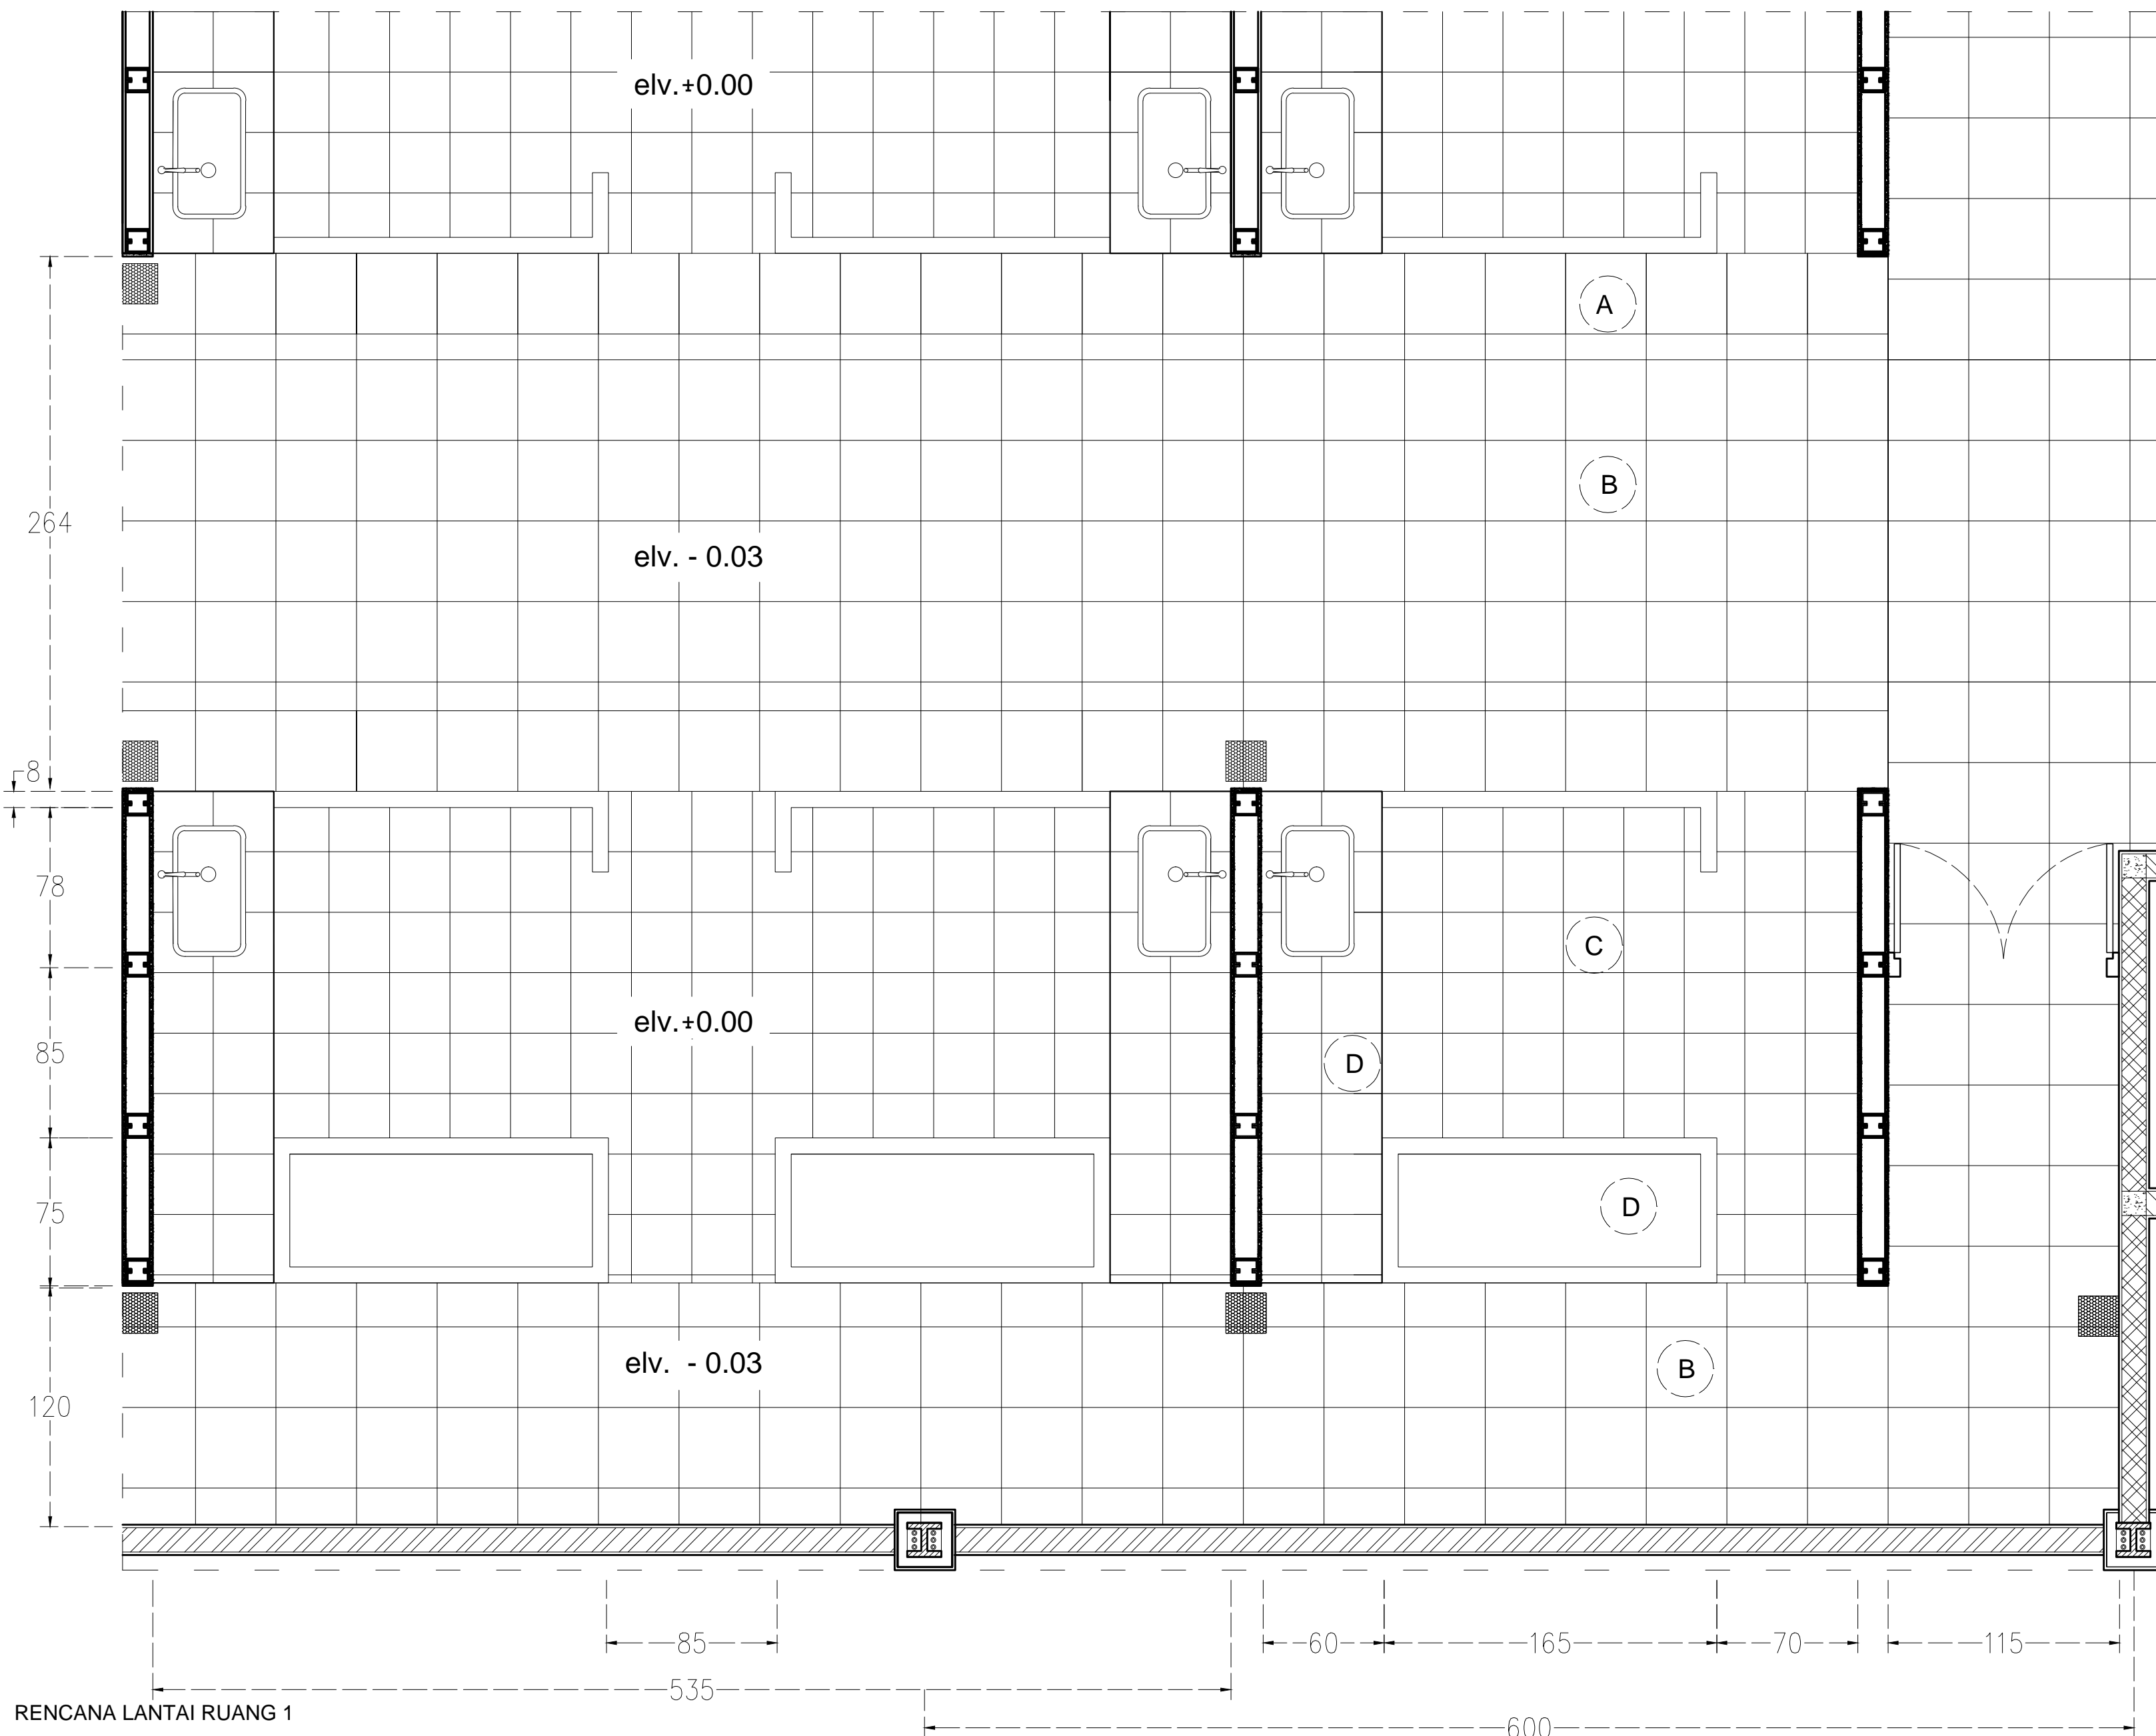 elv.±0.00
A
B
264
elv. - 0.03
8
78
C
elv.±0.00
85
D
75
D
elv. - 0.03
B
120
85
60
165
70
115
535
RENCANA LANTAI RUANG 1
600